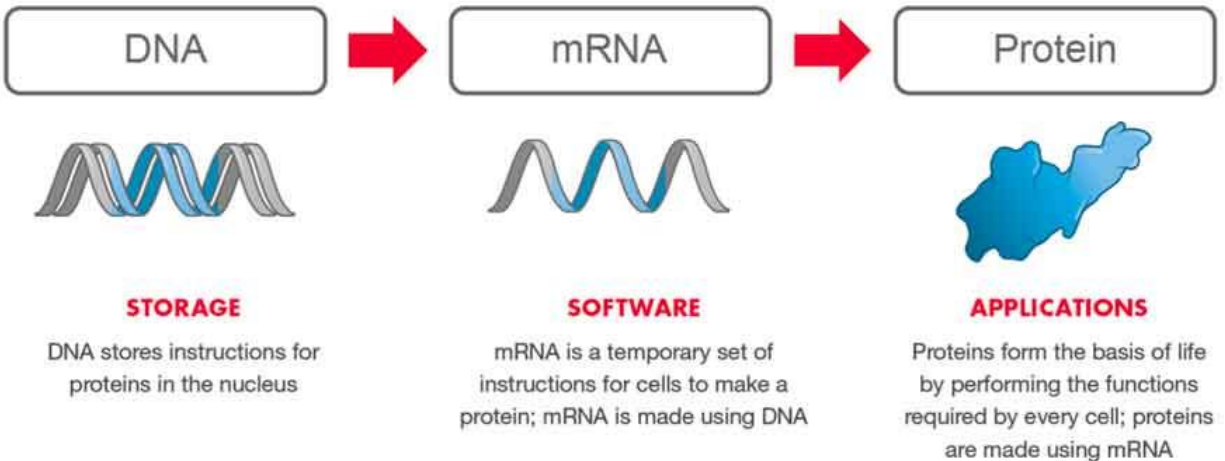 DNA
mRNA
Protein
STORAGE
DNA stores instructions for
proteins in the nucleus
SOFTWARE
mRNA is a temporary set of
instructions for cells to make a
protein; mRNA is made using DNA
APPLICATIONS
Proteins form the basis of life
by performing the functions
required by every cell; proteins
are made using mRNA